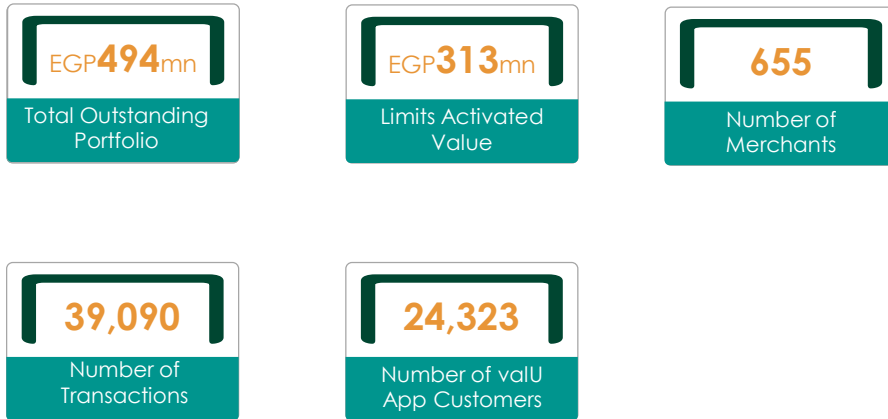 EGP494mn
Total Outstanding
Portfolio
EGP313mn
Limits Activated
Value
655
Number of
Merchants
39,090
Number of
Transactions
24,323
Number of valU
App Customers